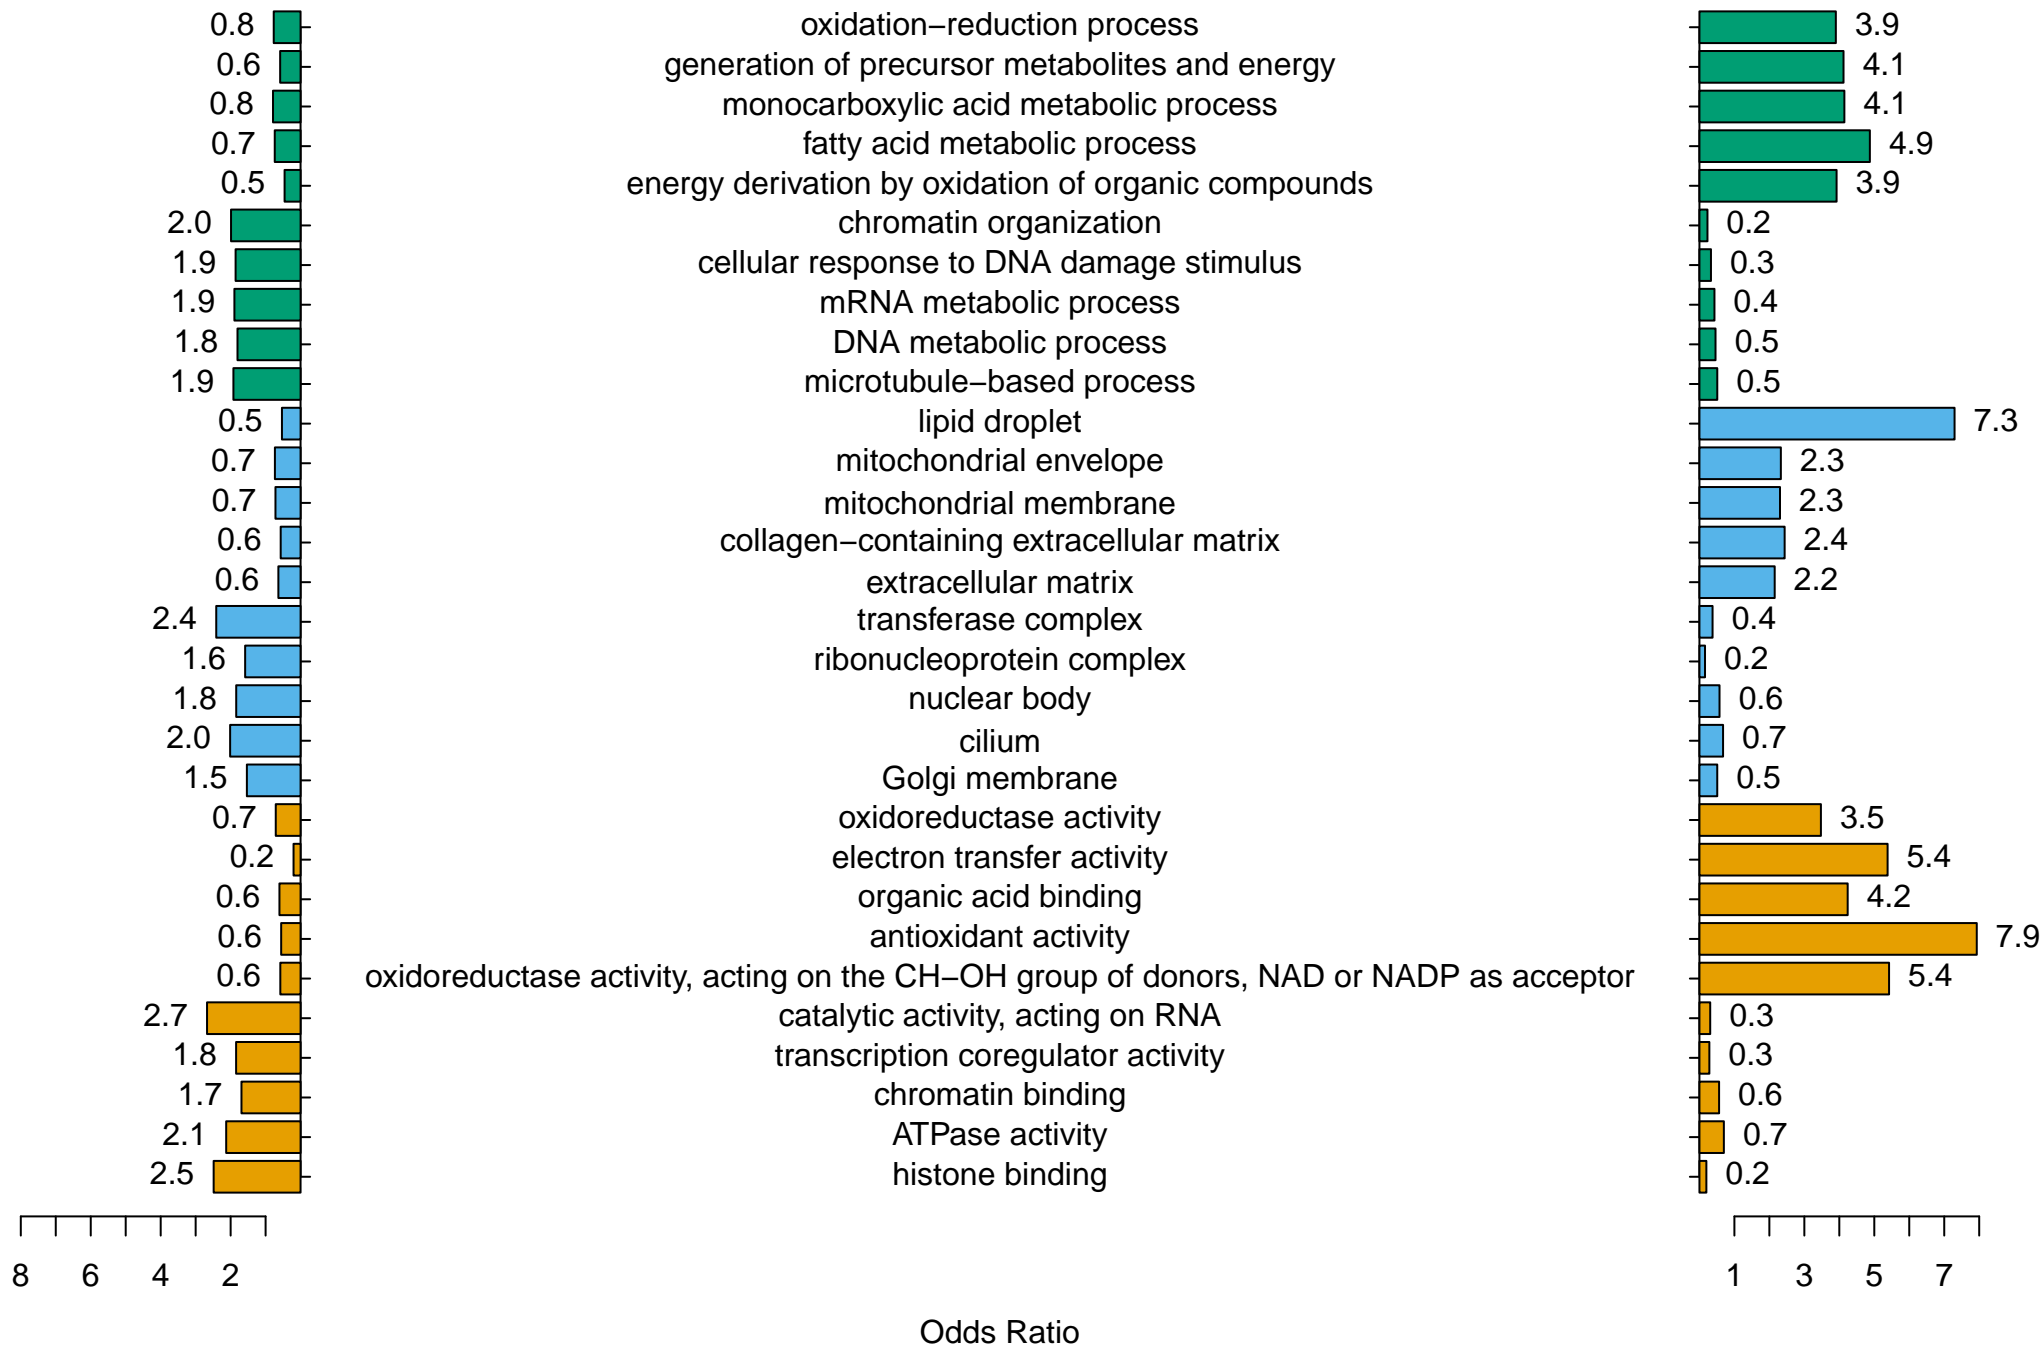 0.8 oxidation−reduction process 3.9
0.6 generation of precursor metabolites and energy 4.1
0.8 monocarboxylic acid metabolic process 4.1
0.7 fatty acid metabolic process 4.9
0.5 energy derivation by oxidation of organic compounds 3.9
2.0 chromatin organization 0.2
1.9 cellular response to DNA damage stimulus 0.3
1.9 mRNA metabolic process 0.4
1.8 DNA metabolic process 0.5
1.9 microtubule−based process 0.5
0.5 lipid droplet 7.3
0.7 mitochondrial envelope 2.3
0.7 mitochondrial membrane 2.3
0.6 collagen−containing extracellular matrix 2.4
0.6 extracellular matrix 2.2
2.4 transferase complex 0.4
1.6 ribonucleoprotein complex 0.2
1.8 nuclear body 0.6
2.0 cilium 0.7
1.5 Golgi membrane 0.5
0.7 oxidoreductase activity 3.5
0.2 electron transfer activity 5.4
0.6 organic acid binding 4.2
0.6 antioxidant activity 7.9
0.6 oxidoreductase activity, acting on the CH−OH group of donors, NAD or NADP as acceptor 5.4
2.7 catalytic activity, acting on RNA 0.3
1.8 transcription coregulator activity 0.3
1.7 chromatin binding 0.6
2.1 ATPase activity 0.7
2.5 histone binding 0.2
8 6 4 2 1 3 5 7
Odds Ratio